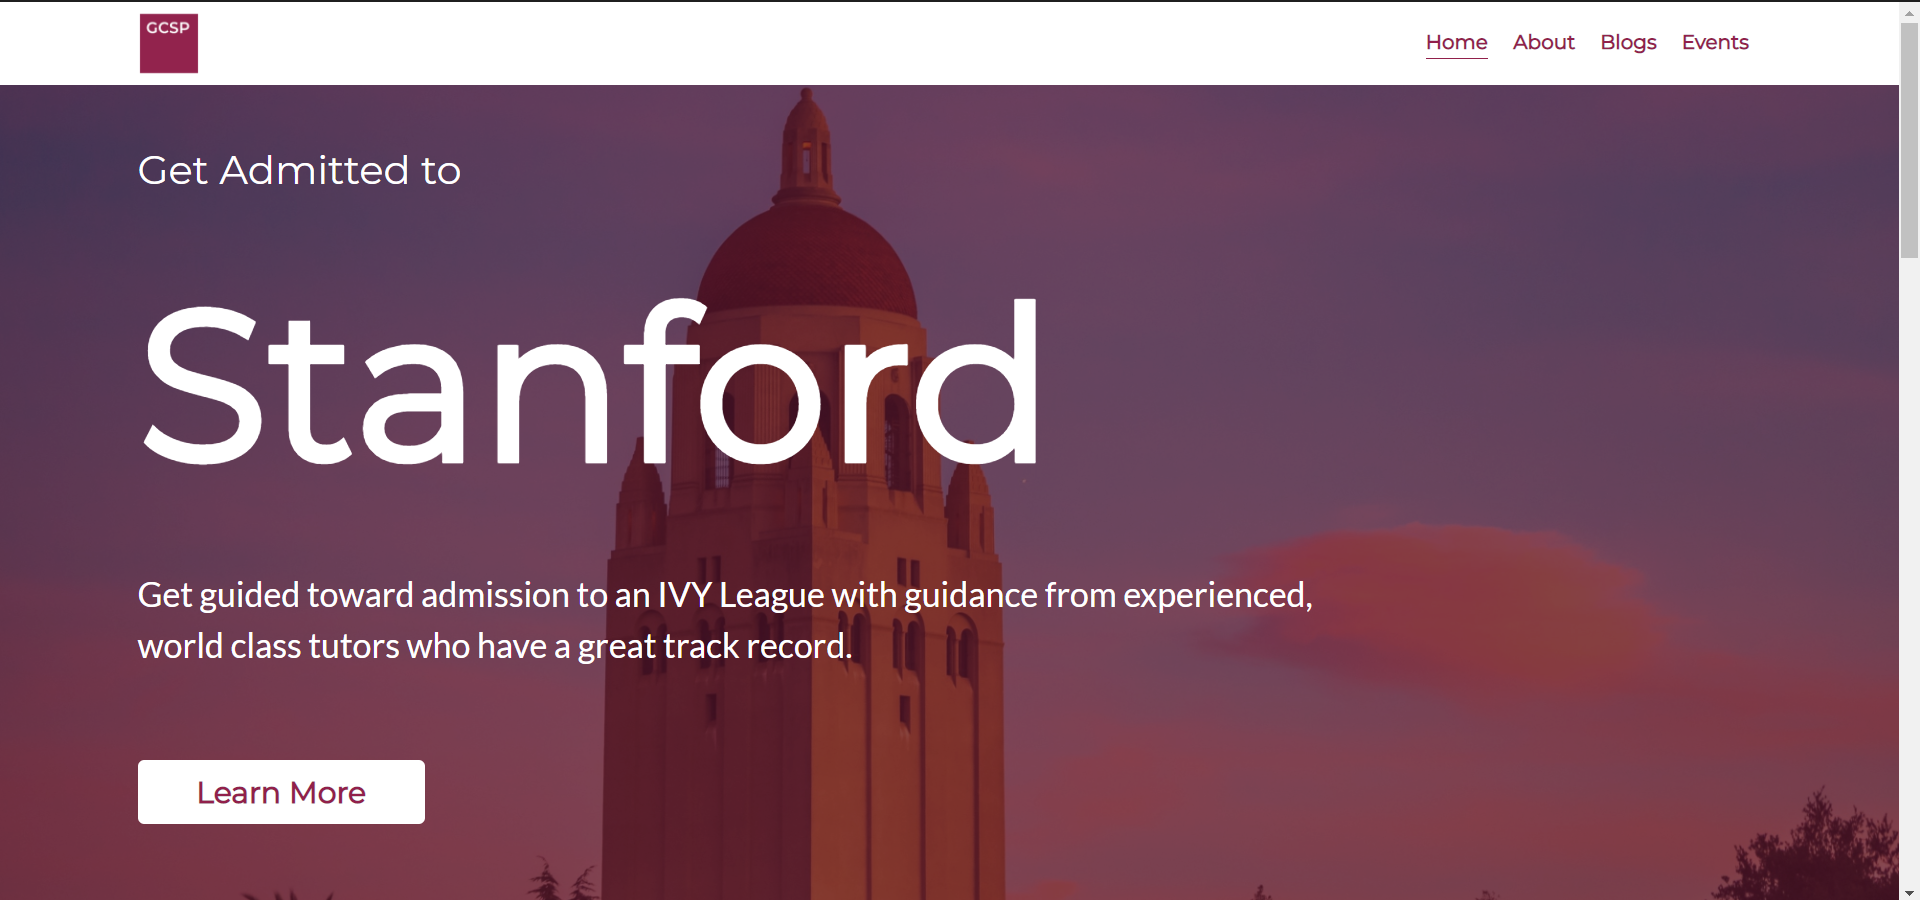 GCSP
Home About Blogs Events
Get Admitted to
Stanford
Get guided toward admission to an IVY League with guidance from experienced,
world class tutors who have a great track record.
Learn More